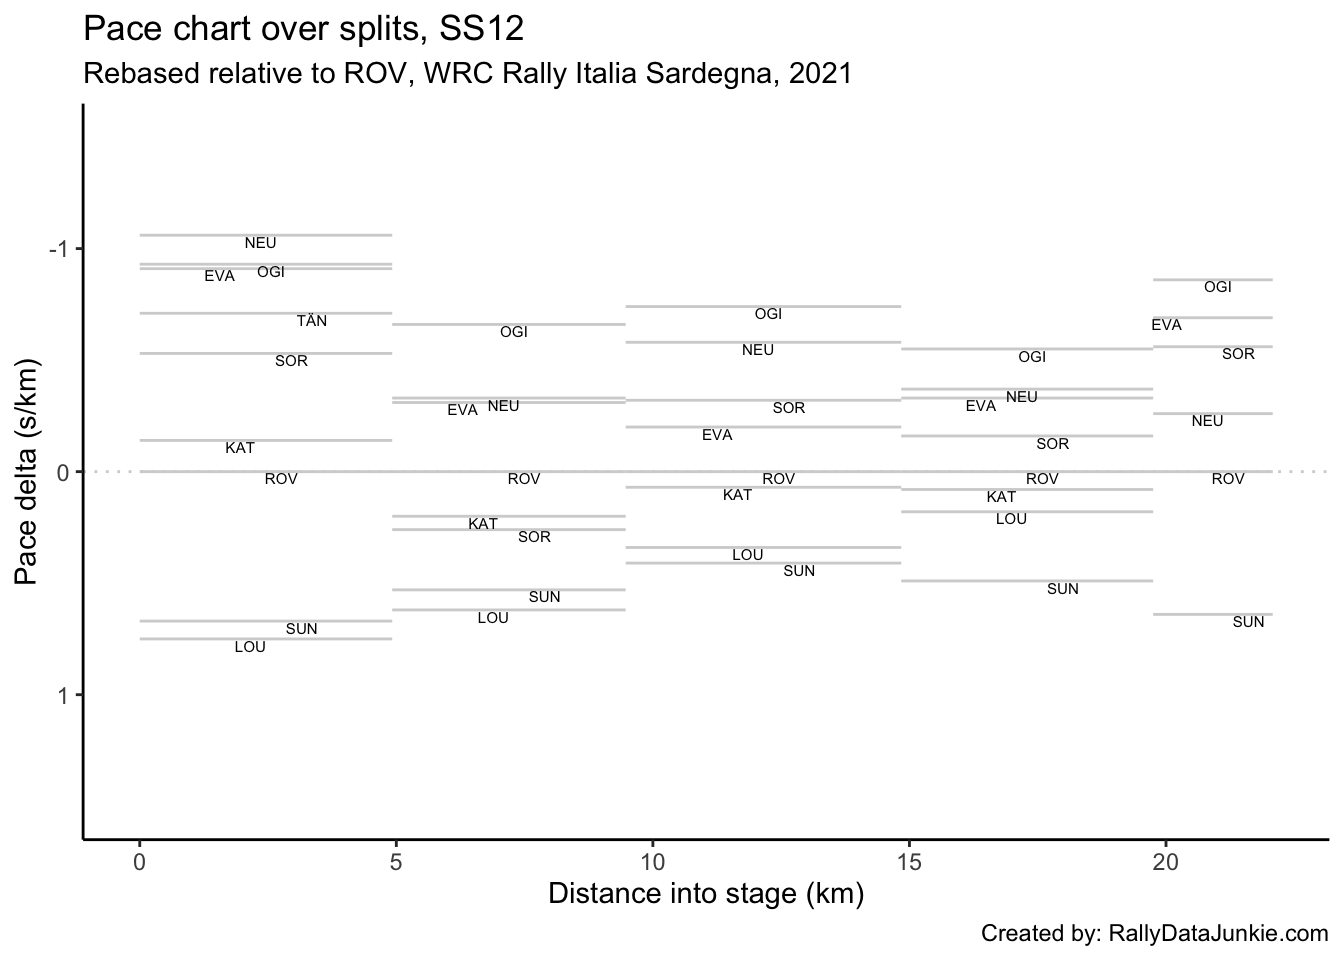 Pace chart over splits, SS12
Rebased relative to ROV, WRC Rally Italia Sardegna, 2021
Pace delta (s/km)
-1
0
1
NEU
EVA OGI
TÄN
SOR
KAT
ROV
SUN
LOU
OGI
EVA NEU
ROV
KAT
SOR
SUN
LOU
OGI
NEU
SOR
EVA
ROV
KAT
LOU
SUN
OGI
NEU
EVA
SOR
ROV
KAT
LOU
SUN
OGI
EVA
SOR
NEU
ROV
SUN
0 5 10 15 20
Distance into stage (km)
Created by: RallyDataJunkie.com